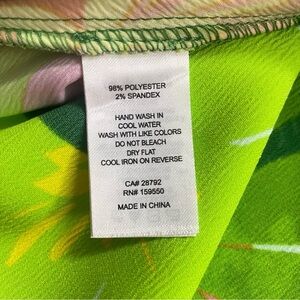 98% POLYESTER
2% SPANDEX
HAND WASH IN
COOL WATER
WASH WITH LIKE COLORS
DO NOT BLEACH
DRY FLAT
COOL IRON ON REVERSE
CA# 28792
RN# 159550
MADE IN CHINA